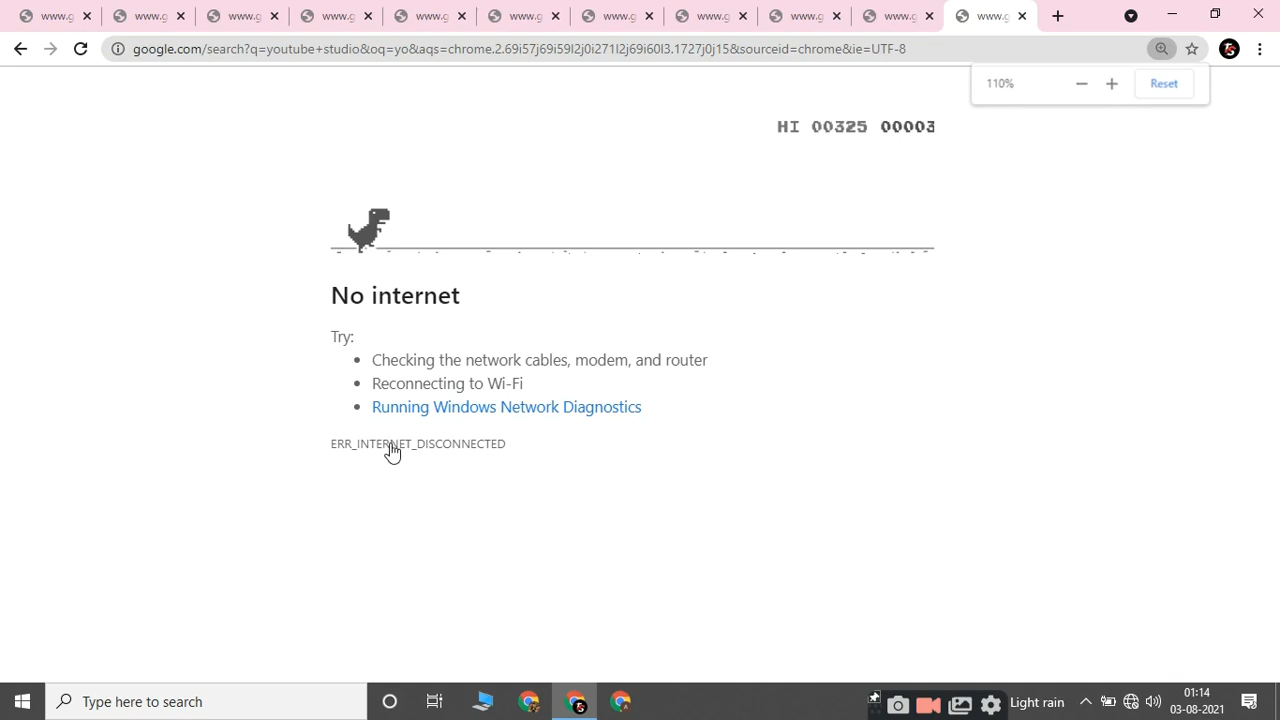 www.g
www.g
www.g
www.g
www.g
www.g
www.g
www.g
www.g
www.g
www.g
google.com/search?q=youtube+studio&oq=yo&aqs=chrome.2.69i57j69i59l2j0i271l2j69i60l3.1727j0j15&sourceid=chrome&ie=UTF-8
110%
Reset
HI 00325 00003
No internet
Try:
Checking the network cables, modem, and router
Reconnecting to Wi-Fi
Running Windows Network Diagnostics
ERR_INTERNET_DISCONNECTED
Type here to search
Light rain
01:14
03-08-2021